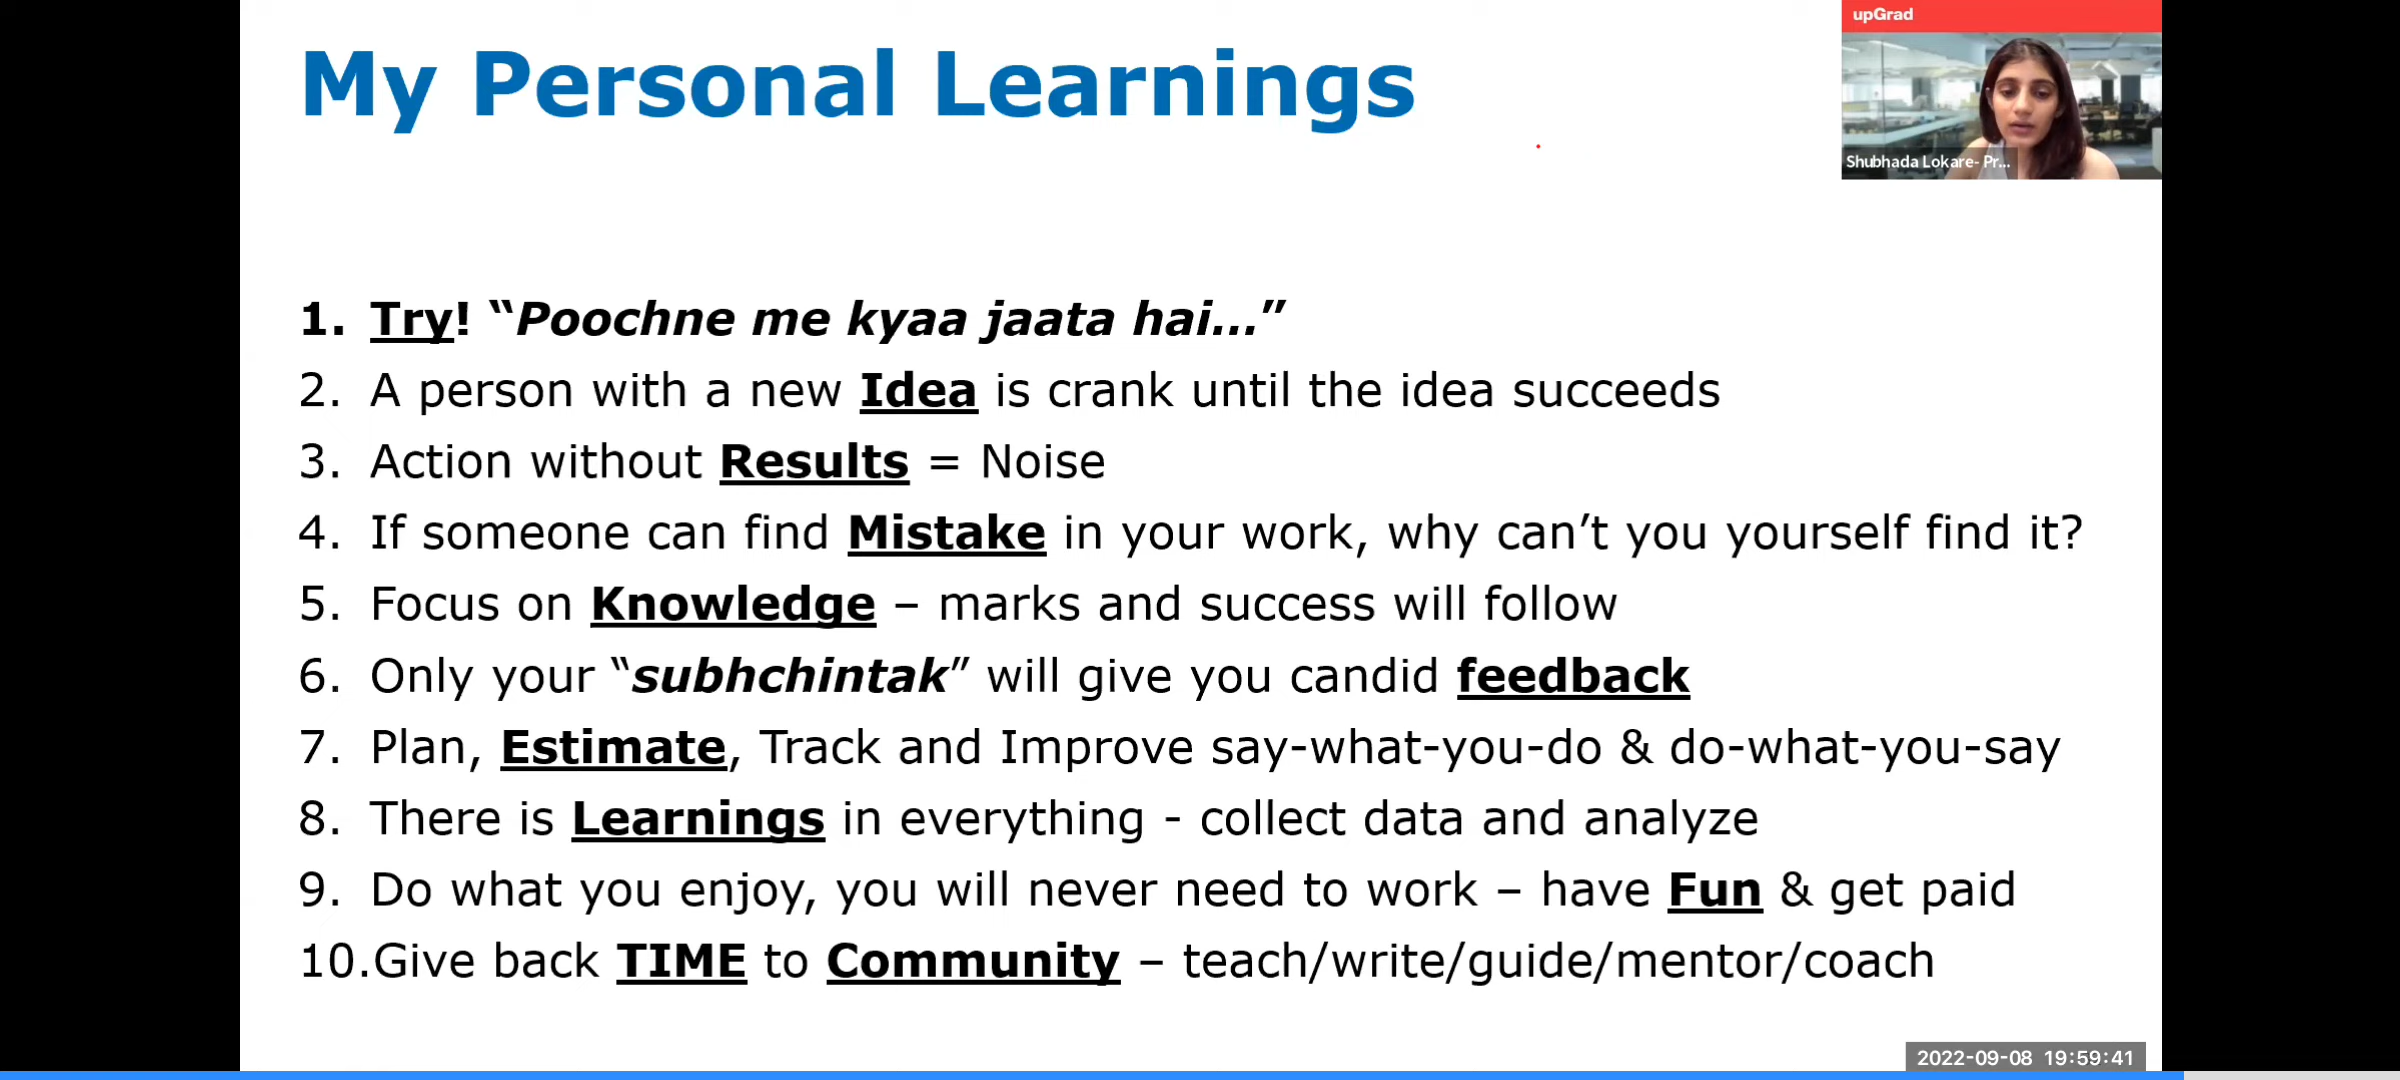 upGrad
My Personal Learnings
Shubhada Lokare- Pr...
1. Try! “Poochne me kyaa jaata hai…”
2. A person with a new Idea is crank until the idea succeeds
3. Action without Results = Noise
4. If someone can find Mistake in your work, why can’t you yourself find it?
5. Focus on Knowledge – marks and success will follow
6. Only your “subhchintak” will give you candid feedback
7. Plan, Estimate, Track and Improve say-what-you-do & do-what-you-say
8. There is Learnings in everything - collect data and analyze
9. Do what you enjoy, you will never need to work – have Fun & get paid
10.Give back TIME to Community – teach/write/guide/mentor/coach
2022-09-08 19:59:41